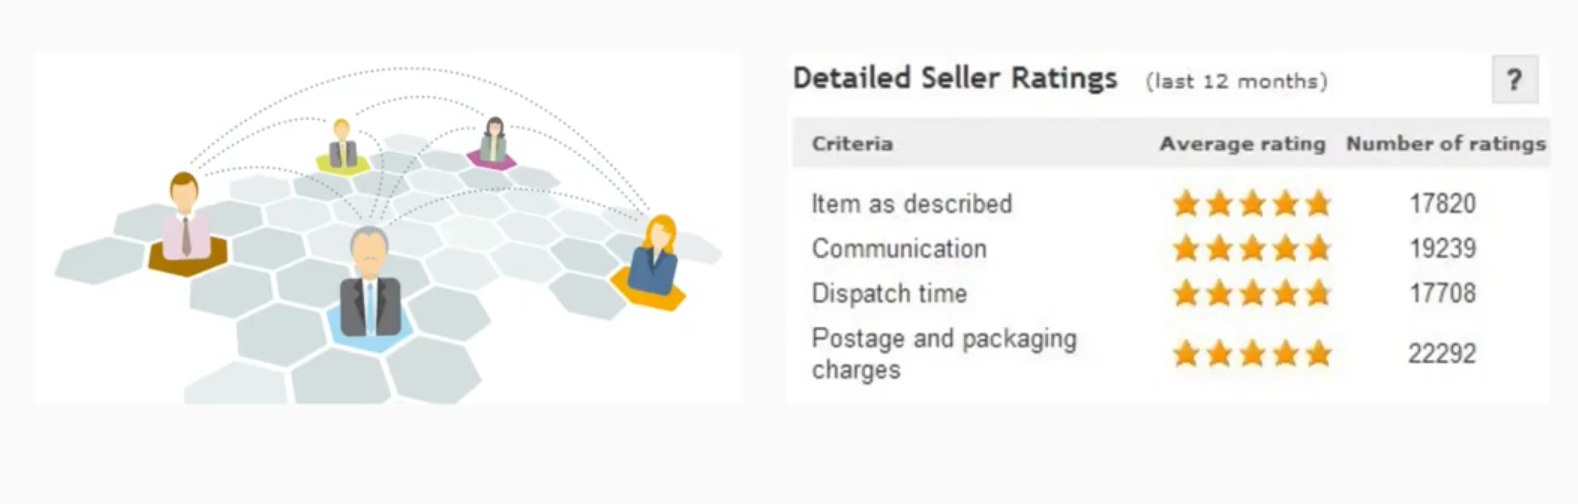 Detailed Seller Ratings (last 12 months) ?
Criteria Average rating Number of ratings
Item as described 17820
Communication 19239
Dispatch time 17708
Postage and packaging
charges 22292